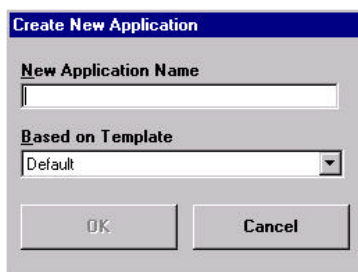 Create New Application
New Application Name
Based on Template
Default
OK Cancel